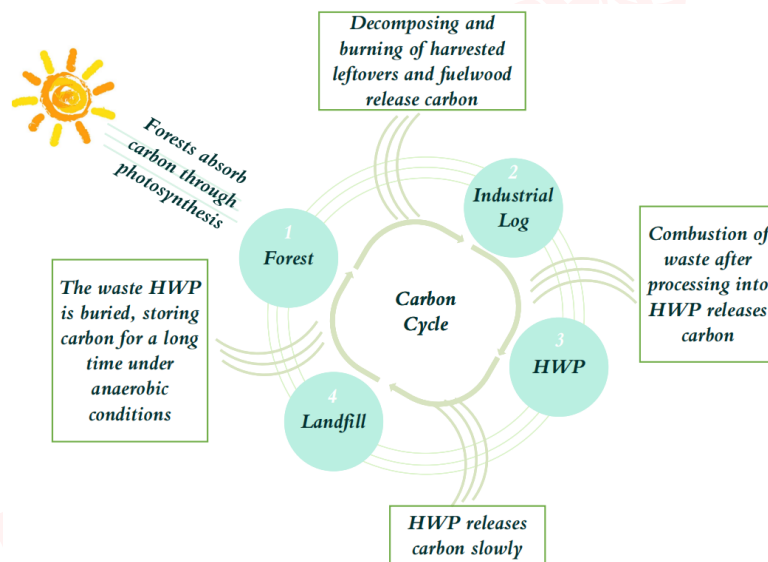 Decomposing and
burning of harvested
leftovers and fuelwood
release carbon
Forests absorb
carbon through
photosynthesis
1
Forest
2
Industrial
Log
Combustion of
waste after
processing into
HWP releases
carbon
3
HWP
HWP releases
carbon slowly
4
Landfill
The waste HWP
is buried, storing
carbon for a long
time under
anaerobic
conditions
Carbon
Cycle